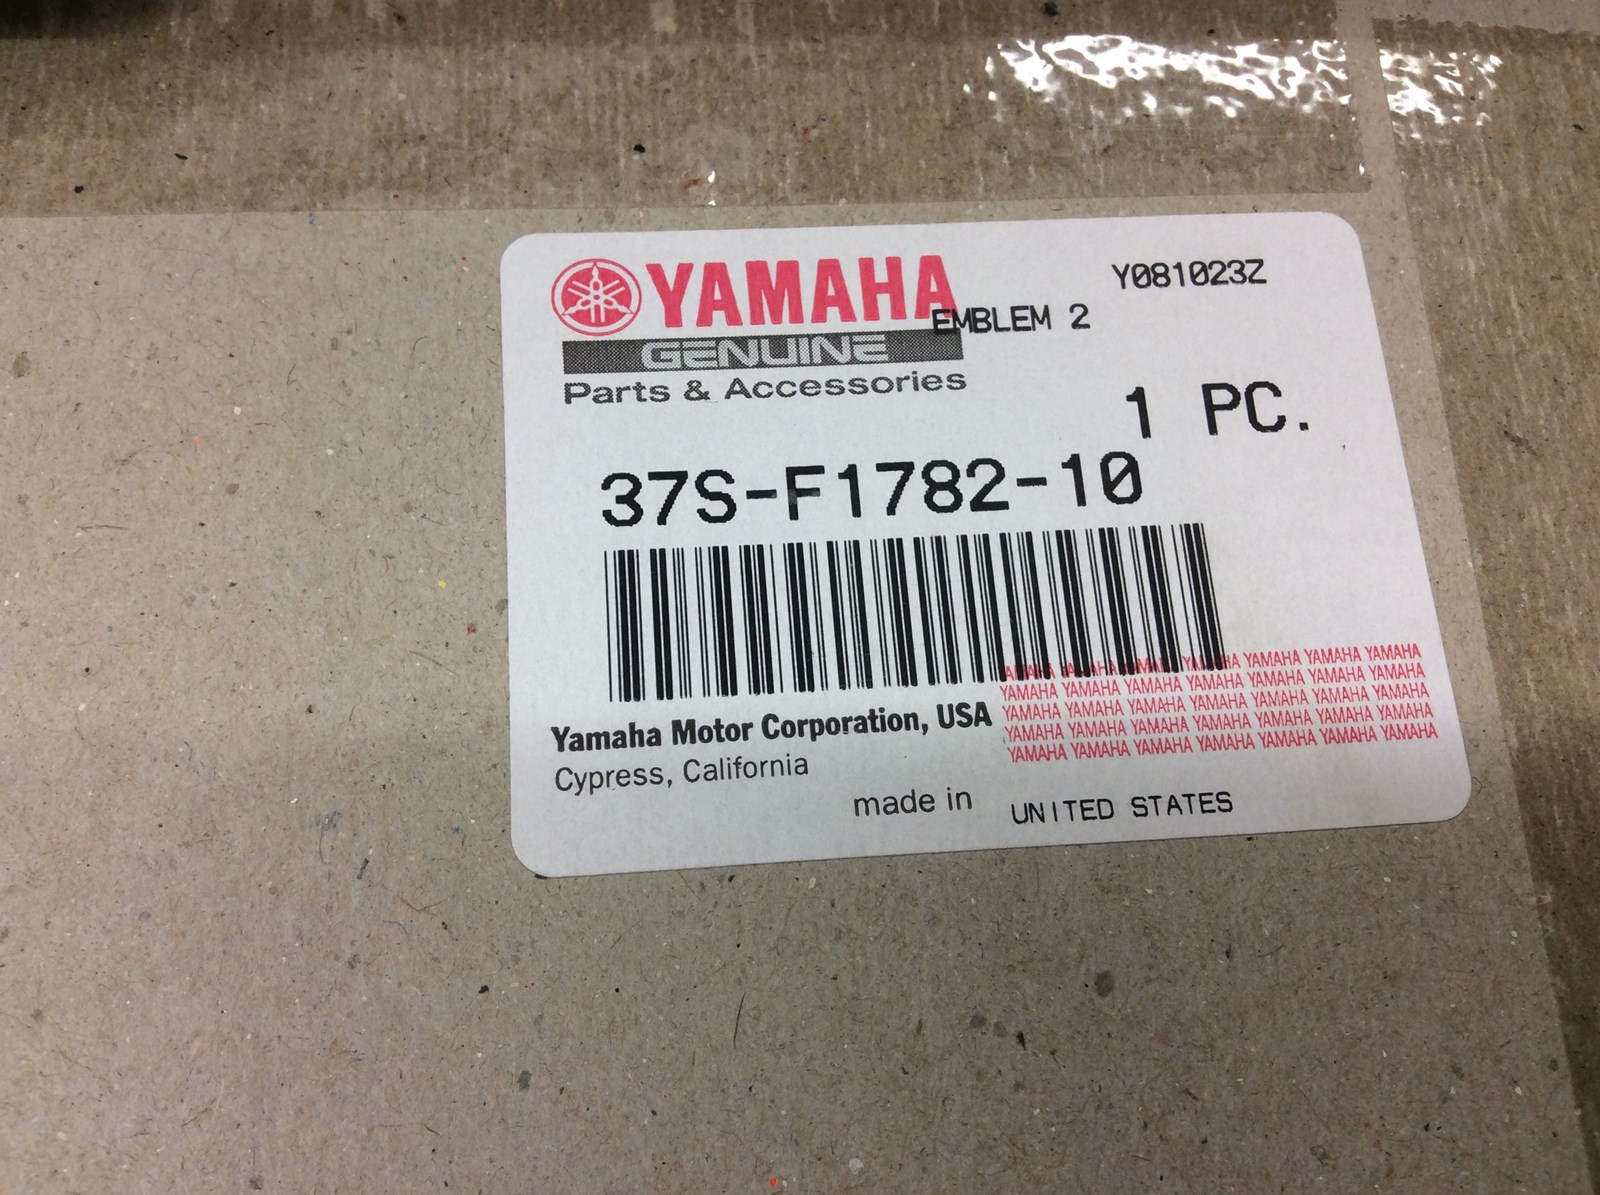 YAMAHA
Y081023Z
EMBLEM 2
GENUINE
Parts & Accessories
1 PC.
37S-F1782-10
Yamaha Motor Corporation, USA
Cypress, California
YAMAHA YAMAHA YAMAHA YAMAHA YAMAHA YAMAHA YAMAHA
YAMAHA YAMAHA YAMAHA YAMAHA YAMAHA YAMAHA YAMAHA
YAMAHA YAMAHA YAMAHA YAMAHA YAMAHA YAMAHA YAMAHA
YAMAHA YAMAHA YAMAHA YAMAHA YAMAHA YAMAHA YAMAHA
YAMAHA YAMAHA YAMAHA YAMAHA YAMAHA YAMAHA YAMAHA
made in UNITED STATES